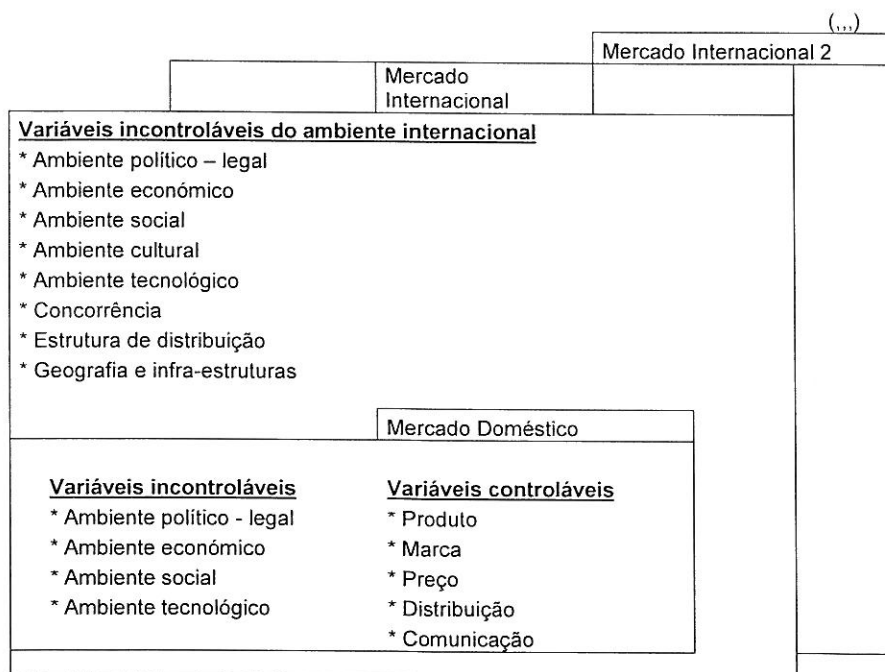 (,,,)
Mercado Internacional 2
Mercado
Internacional
Variáveis incontroláveis do ambiente internacional
* Ambiente político – legal
* Ambiente económico
* Ambiente social
* Ambiente cultural
* Ambiente tecnológico
* Concorrência
* Estrutura de distribuição
* Geografia e infra-estruturas
Mercado Doméstico
Variáveis incontroláveis
* Ambiente político - legal
* Ambiente económico
* Ambiente social
* Ambiente tecnológico
Variáveis controláveis
* Produto
* Marca
* Preço
* Distribuição
* Comunicação